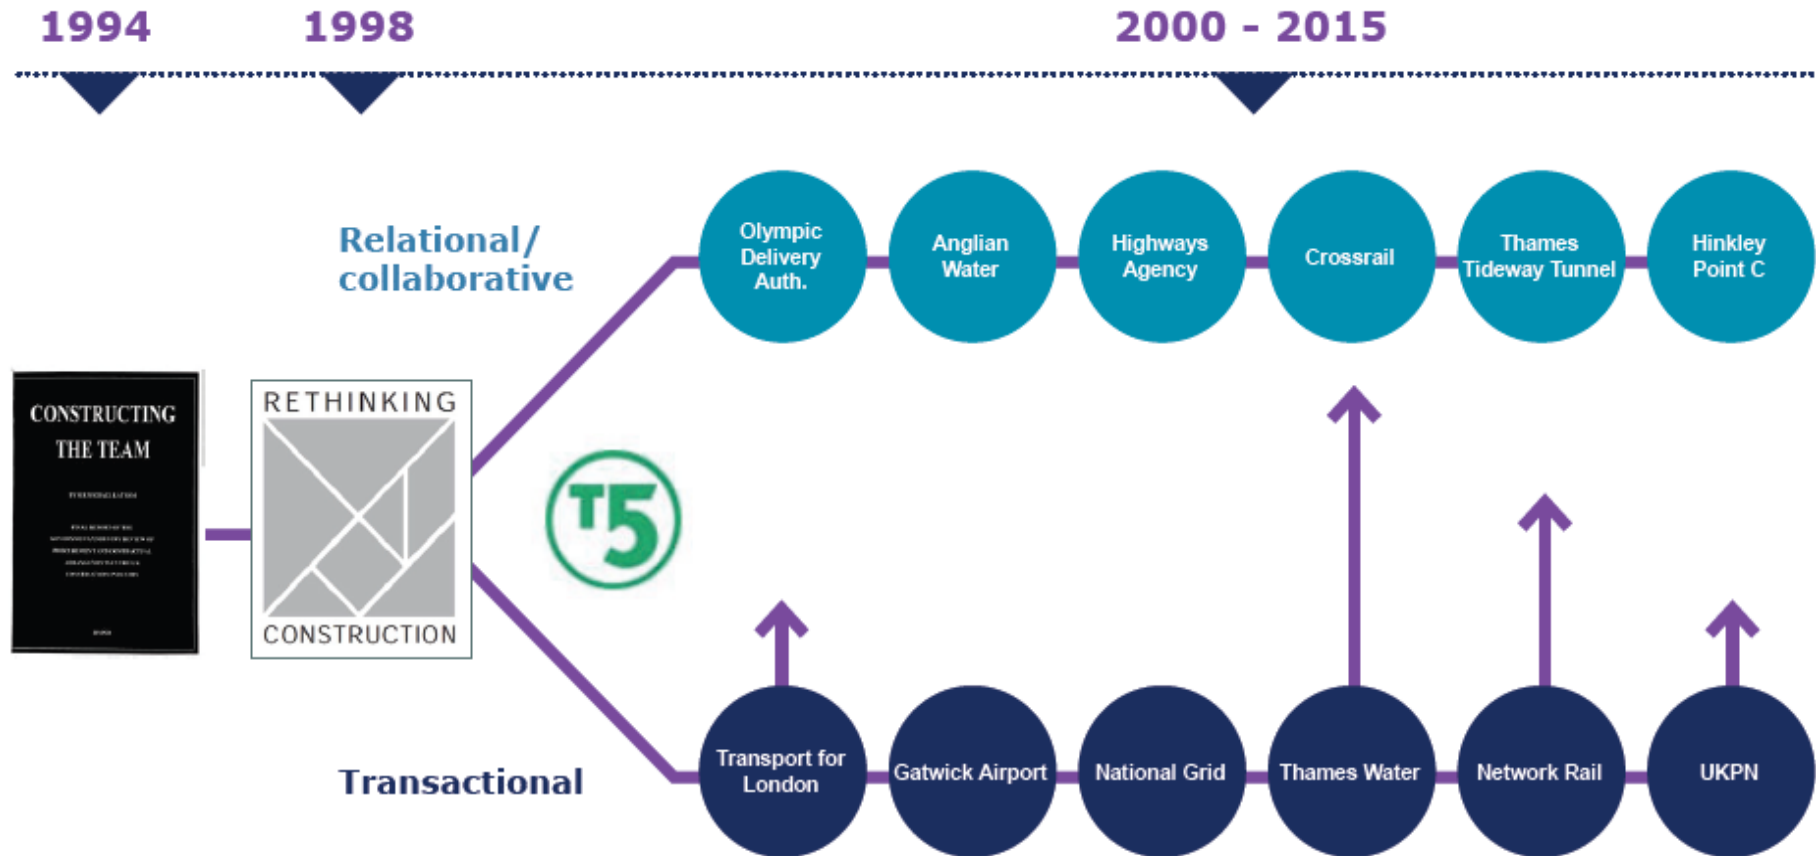 1994
1998
2000 - 2015
Relational/
collaborative
Olympic
Delivery
Auth.
Anglian
Water
Highways
Agency
Crossrail
Thames
Tideway Tunnel
Hinkley
Point C
CONSTRUCTING
THE TEAM
RETHINKING
CONSTRUCTION
T5
Transactional
Transport for
London
Gatwick Airport
National Grid
Thames Water
Network Rail
UKPN